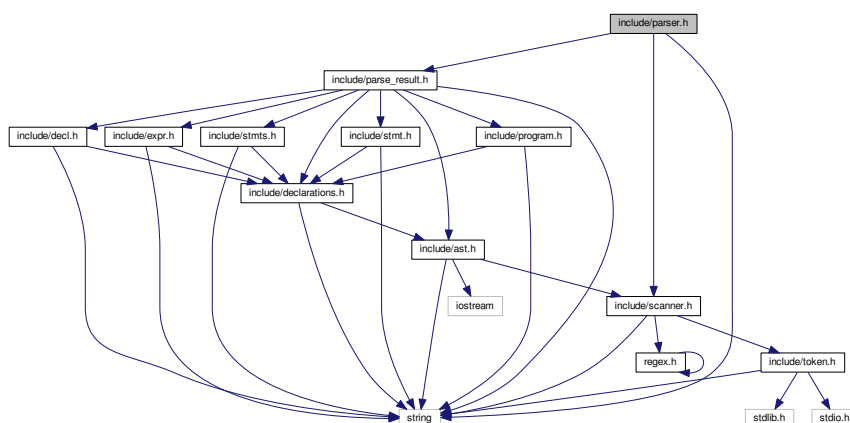 include/parser.h
include/parse_result.h
include/decl.h
include/expr.h
include/stmts.h
include/stmt.h
include/program.h
include/declarations.h
include/ast.h
iostream
include/scanner.h
regex.h
include/token.h
string
stdlib.h
stdio.h